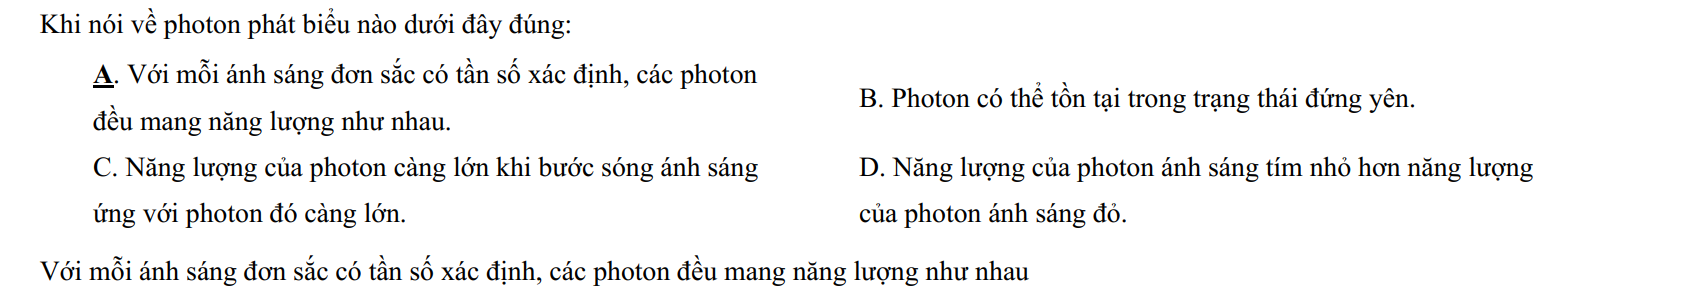 Khi nói về photon phát biểu nào dưới đây đúng:
A. Với mỗi ánh sáng đơn sắc có tần số xác định, các photon
đều mang năng lượng như nhau.
B. Photon có thể tồn tại trong trạng thái đứng yên.
C. Năng lượng của photon càng lớn khi bước sóng ánh sáng
ứng với photon đó càng lớn.
D. Năng lượng của photon ánh sáng tím nhỏ hơn năng lượng
của photon ánh sáng đỏ.
Với mỗi ánh sáng đơn sắc có tần số xác định, các photon đều mang năng lượng như nhau